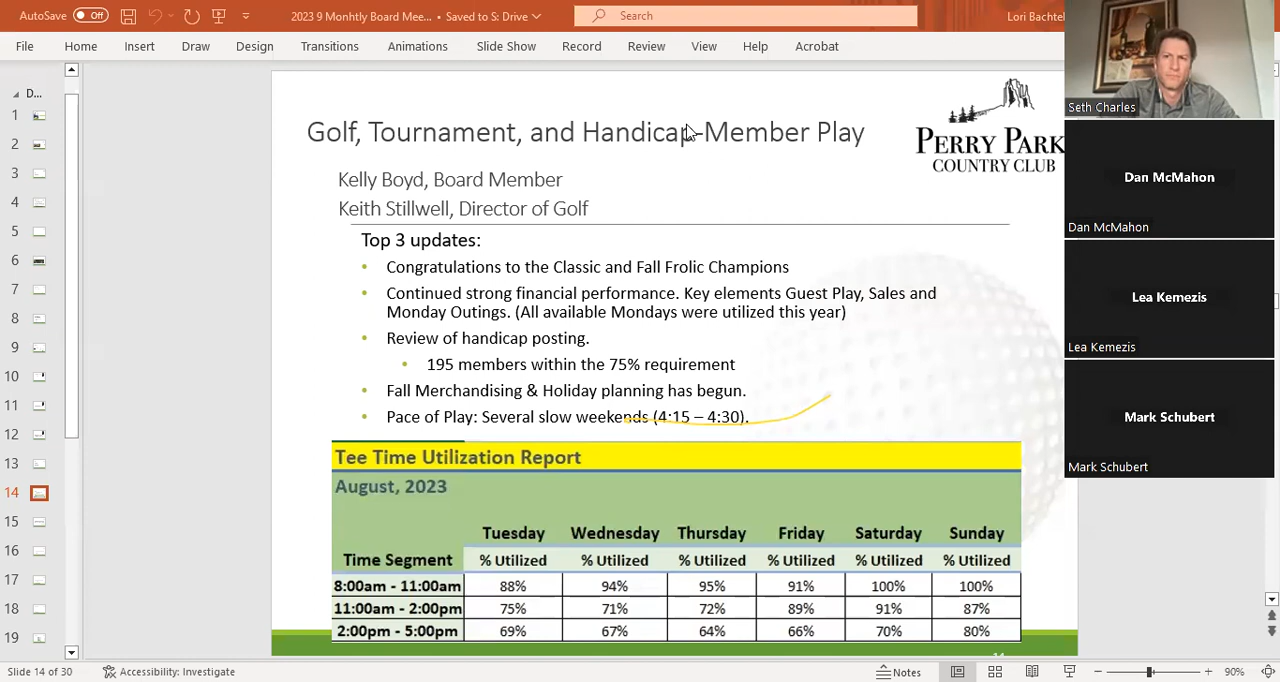 AutoSave Off 2023 9 Monhtly Board Mee... • Saved to S: Drive Search Lori Bachtel
File Home Insert Draw Design Transitions Animations Slide Show Record Review View Help Acrobat
D...
1
2
3
4
5
6
7
8
9
10
11
12
13
14
15
16
17
18
19
Golf, Tournament, and Handicap-Member Play
PERRY PARK
COUNTRY CLUB
Kelly Boyd, Board Member
Keith Stillwell, Director of Golf
Top 3 updates:
• Congratulations to the Classic and Fall Frolic Champions
• Continued strong financial performance. Key elements Guest Play, Sales and
Monday Outings. (All available Mondays were utilized this year)
• Review of handicap posting.
• 195 members within the 75% requirement
• Fall Merchandising & Holiday planning has begun.
• Pace of Play: Several slow weekends (4:15 – 4:30).
Tee Time Utilization Report
August, 2023
Tuesday Wednesday Thursday Friday Saturday Sunday
Time Segment % Utilized % Utilized % Utilized % Utilized % Utilized % Utilized
8:00am - 11:00am 88% 94% 95% 91% 100% 100%
11:00am - 2:00pm 75% 71% 72% 89% 91% 87%
2:00pm - 5:00pm 69% 67% 64% 66% 70% 80%
14
Seth Charles
Dan McMahon
Dan McMahon
Lea Kemezis
Lea Kemezis
Mark Schubert
Mark Schubert
Slide 14 of 30 Accessibility: Investigate Notes 90%